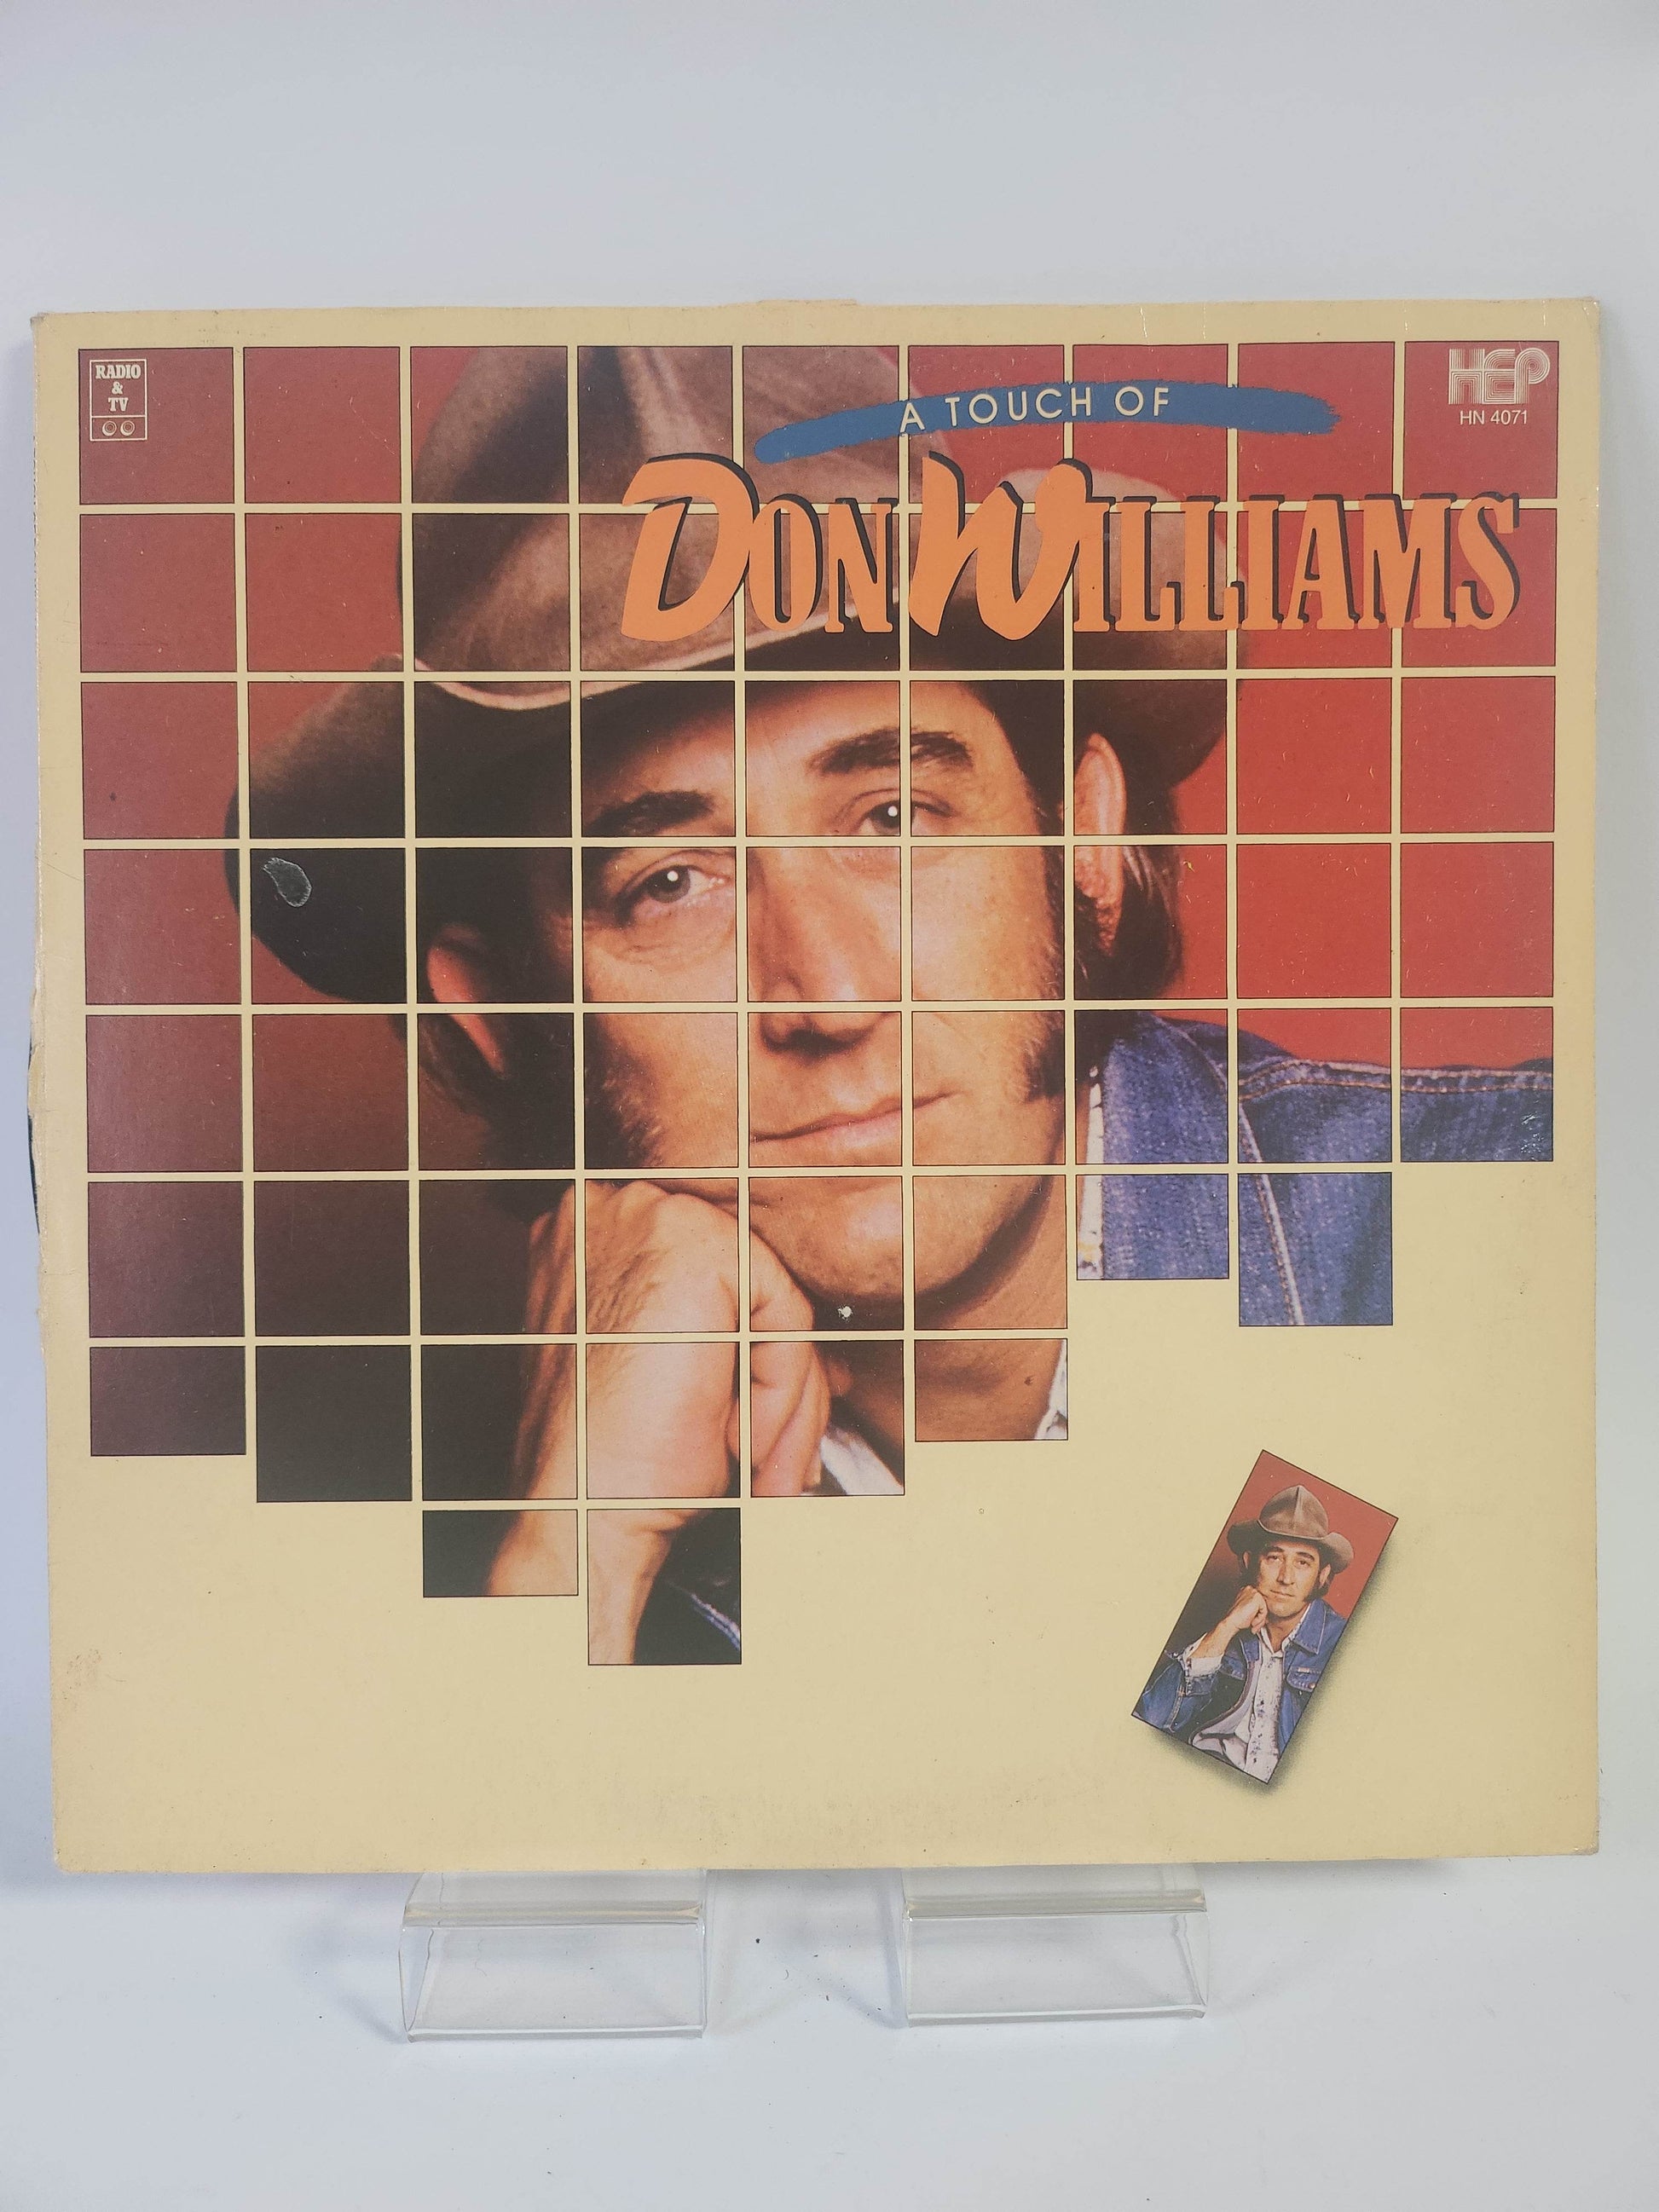 RADIO
&
TV
HEP
HN 4071
A TOUCH OF
DON WILLIAMS